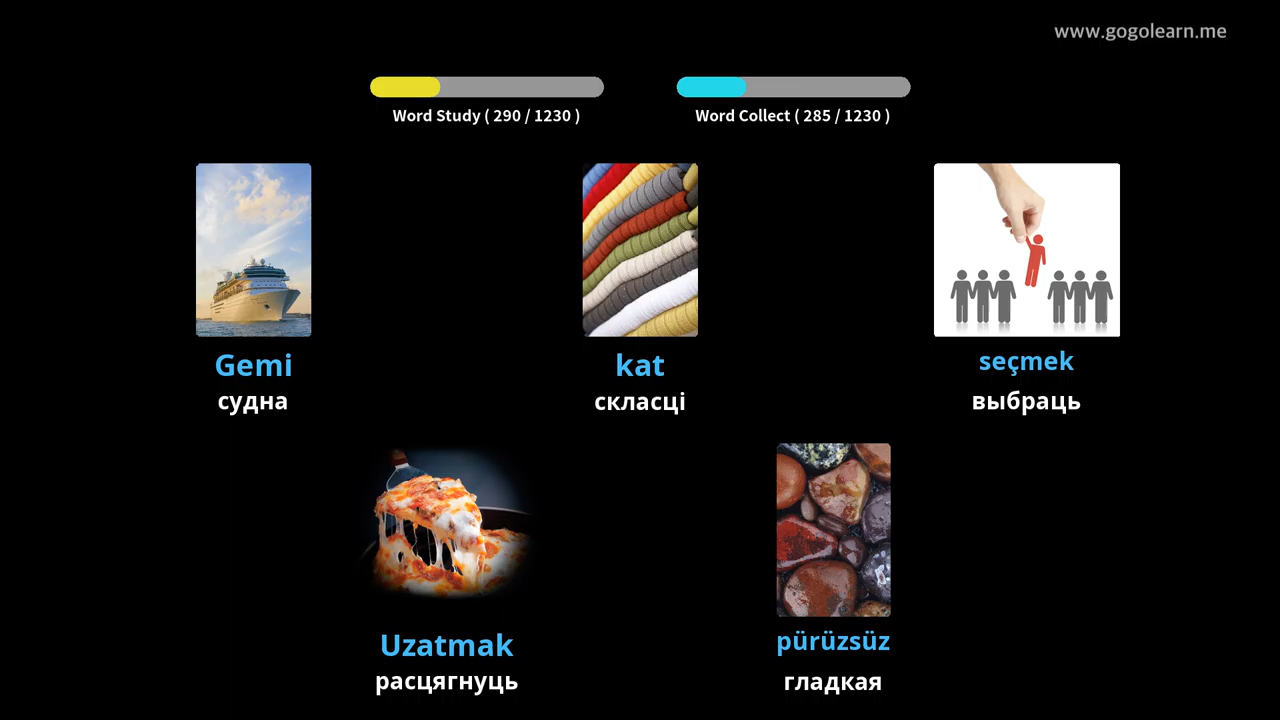 www.gogolearn.me
Word Study ( 290 / 1230 )
Word Collect ( 285 / 1230 )
Gemi
судна
kat
скласці
seçmek
выбраць
Uzatmak
расцягнуць
pürüzsüz
гладкая